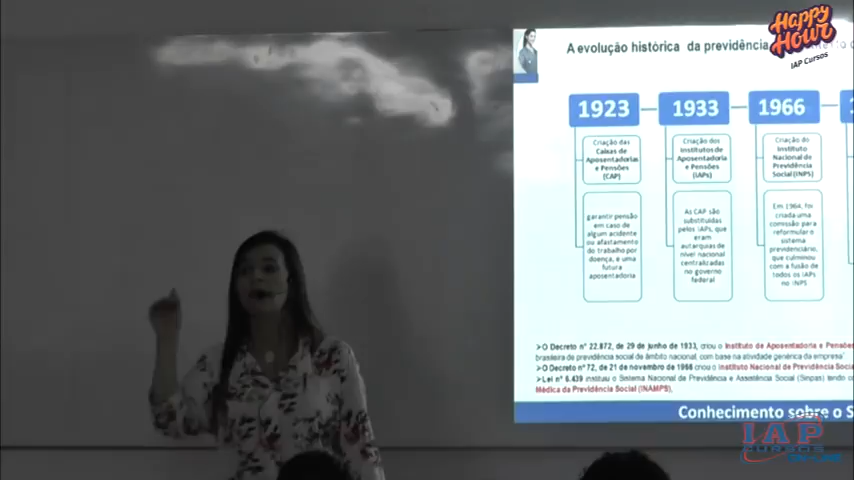 HAPPY
HOUR
IAP Cursos
A evolução histórica da previdência
1923
1933
1966
Criação das
Caixas de
Aposentadorias
e Pensões
(CAP)
Criação dos
Institutos de
Aposentadoria
e Pensões
(IAPs)
Criação do
Instituto
Nacional de
Previdência
Social (INPS)
garantir pensão
em caso de
algum acidente
ou afastamento
do trabalho por
doença, e uma
futura
aposentadoria
As CAP são
substituídas
pelos IAPs, que
eram
autarquias de
nível nacional
centralizadas
no governo
federal
Em 1964, foi
criada uma
comissão para
reformular o
sistema
previdenciário,
que culminou
com a fusão de
todos os IAPs
no INPS
➢O Decreto n° 22.872, de 29 de junho de 1933, criou o Instituto de Aposentadoria e Pensões
brasileira de previdência social de âmbito nacional, com base na atividade genérica da empresa
➢O Decreto n° 72, de 21 de novembro de 1966 criou o Instituto Nacional de Previdência
➢Lei n° 6.439 instituiu o Sistema Nacional de Previdência e Assistência Social (Sinpas) tendo
Médica da Previdência Social (INAMPS),
Conhecimento sobre o S
IAP
CURSOS